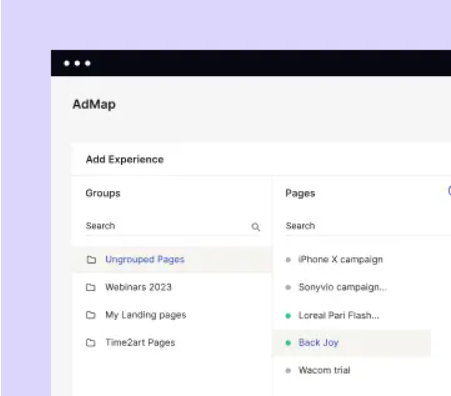 AdMap
Add Experience
Groups
Search
Ungrouped Pages
Webinars 2023
My Landing pages
Time2art Pages
Pages
Search
iPhone X campaign
Sonyvio campaign...
Loreal Pari Flash...
Back Joy
Wacom trial